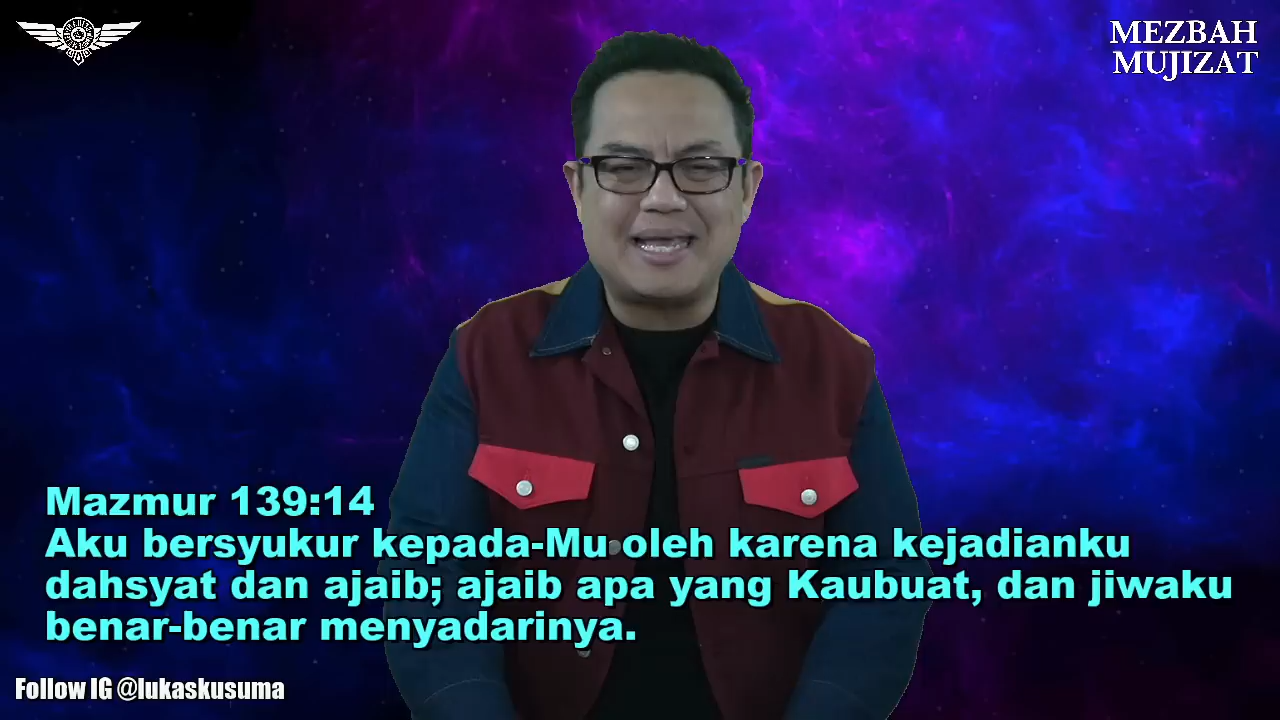 MEZBAH
MUJIZAT
Mazmur 139:14
Aku bersyukur kepada-Mu oleh karena kejadianku
dahsyat dan ajaib; ajaib apa yang Kaubuat, dan jiwaku
benar-benar menyadarinya.
Follow IG @lukaskusuma